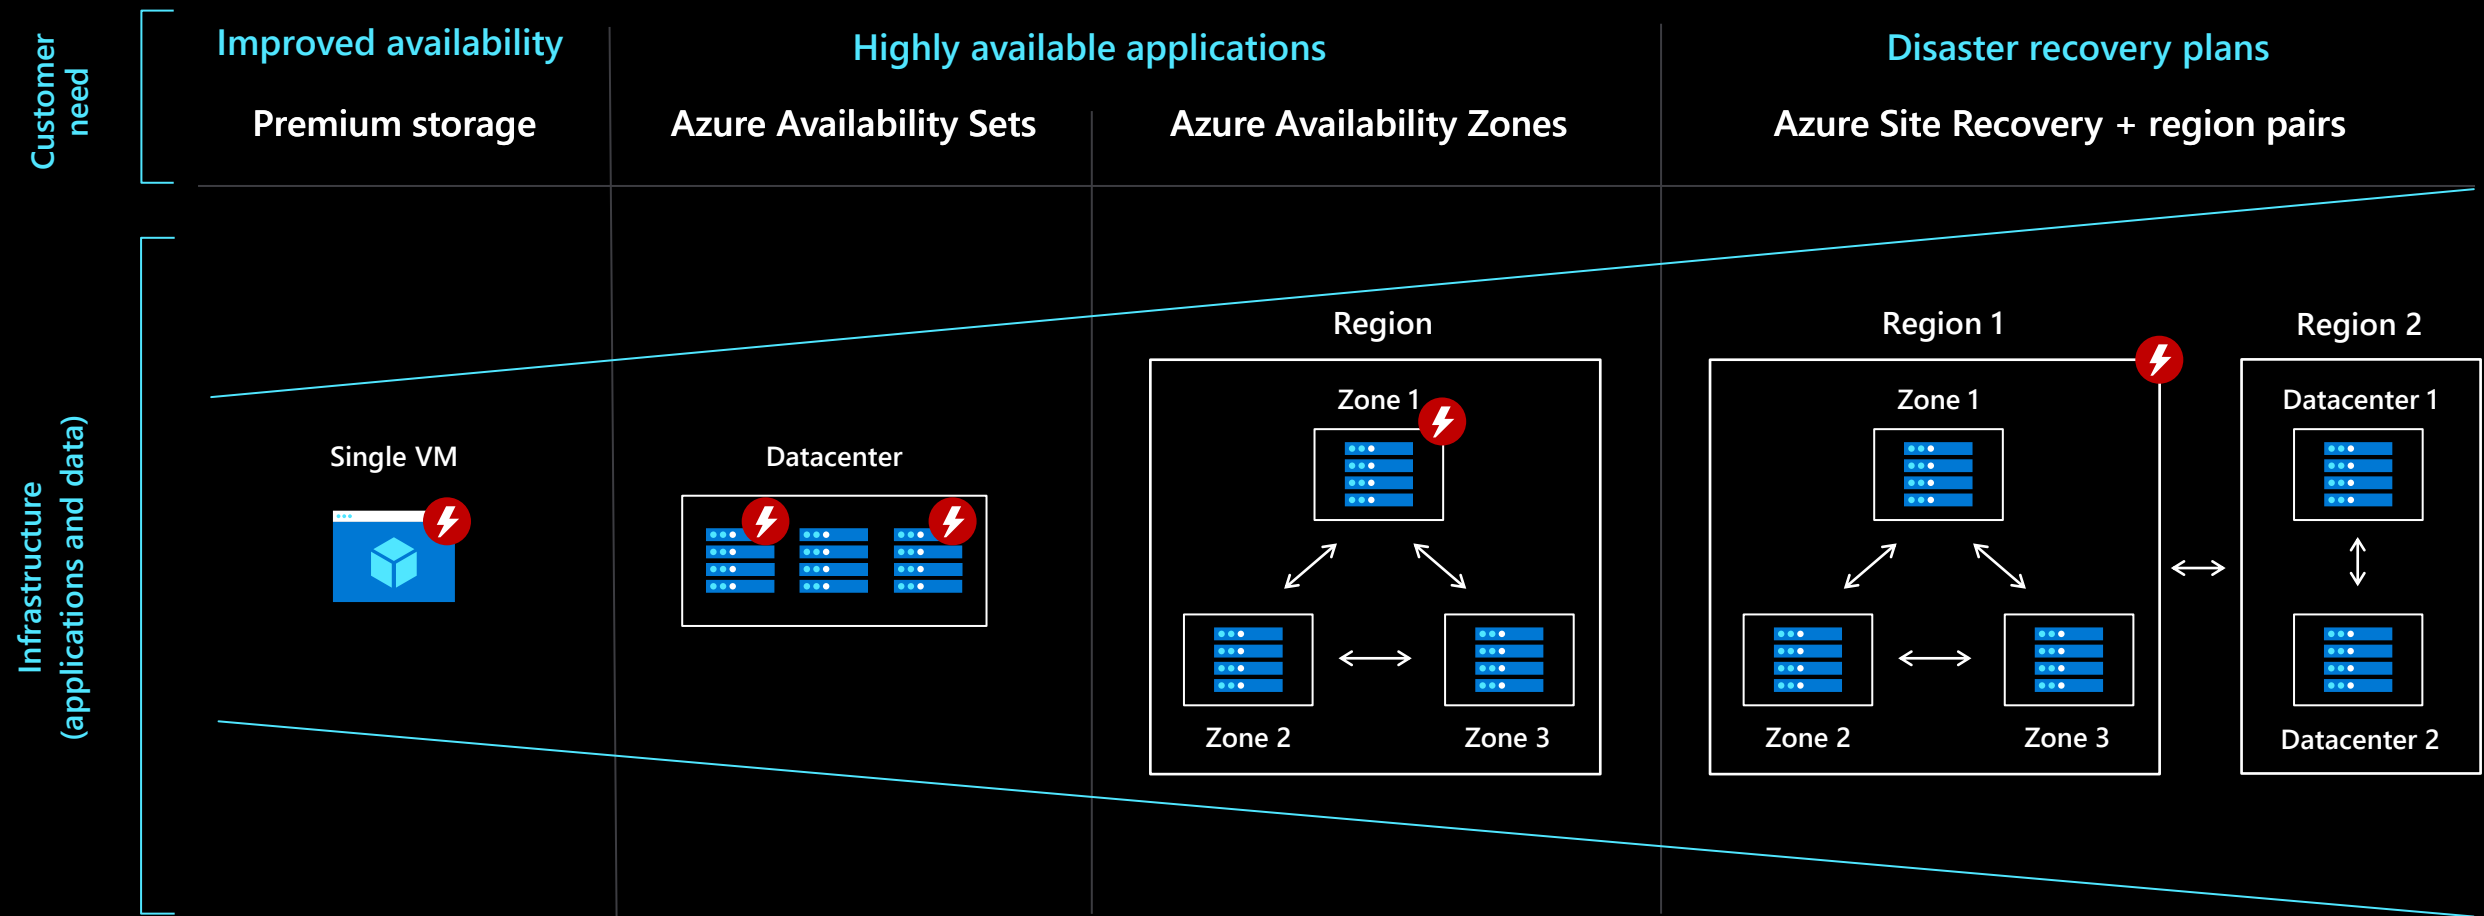 Customer
need
Improved availability
Highly available applications
Disaster recovery plans
Premium storage
Azure Availability Sets
Azure Availability Zones
Azure Site Recovery + region pairs
Infrastructure
(applications and data)
Single VM
Datacenter
Region
Zone 1
Zone 2
Zone 3
Region 1
Zone 1
Zone 2
Zone 3
Region 2
Datacenter 1
Datacenter 2